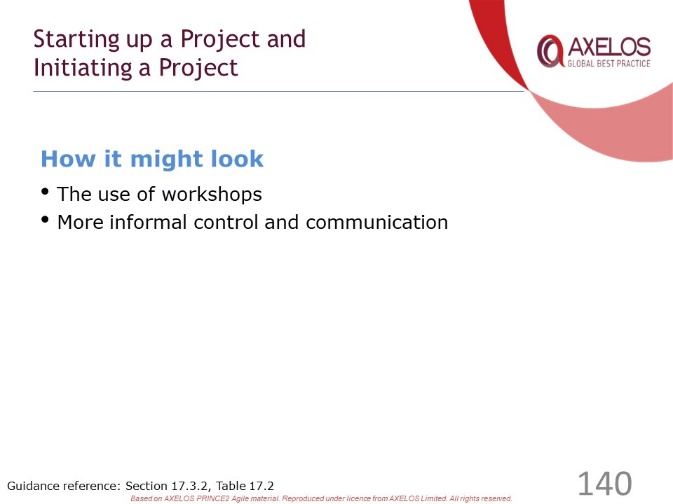 Starting up a Project and
Initiating a Project
AXELOS
GLOBAL BEST PRACTICE
How it might look
• The use of workshops
• More informal control and communication
Guidance reference: Section 17.3.2, Table 17.2
Based on AXELOS PRINCE2 Agile material. Reproduced under licence from AXELOS Limited. All rights reserved.
140